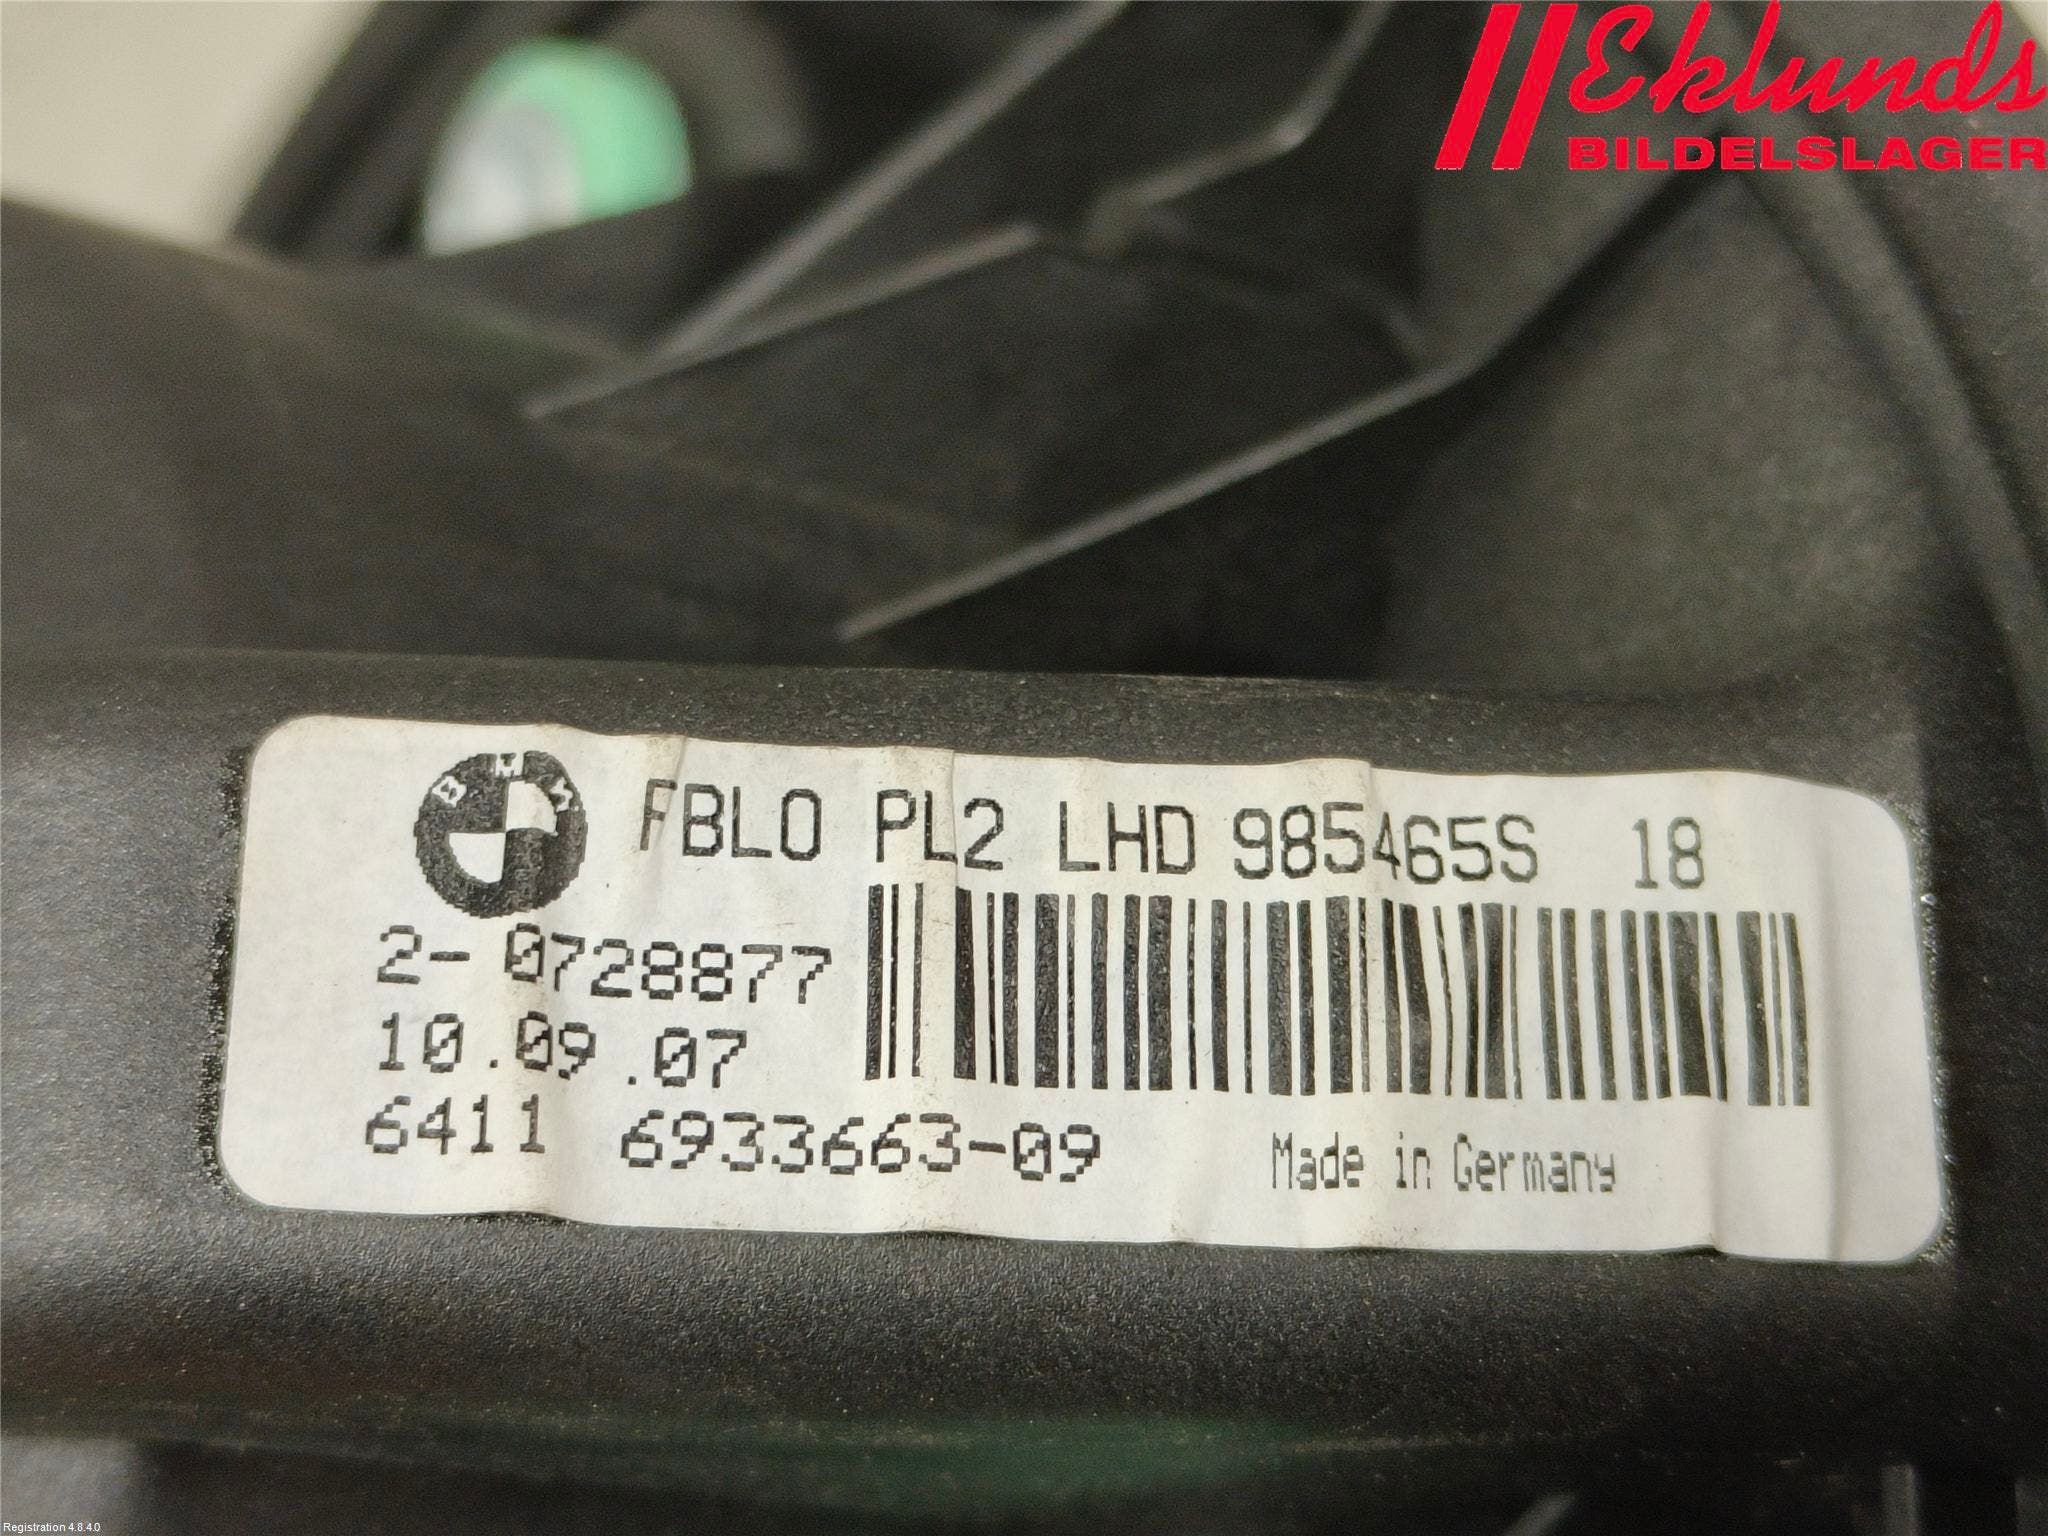 Eklunds
BILDELSLAGER
BMW
FBLO PL2 LHD 985465S 18
2- 0728877
10.09.07
6411 6933663-09
Made in Germany
Registration 4.8.4.0